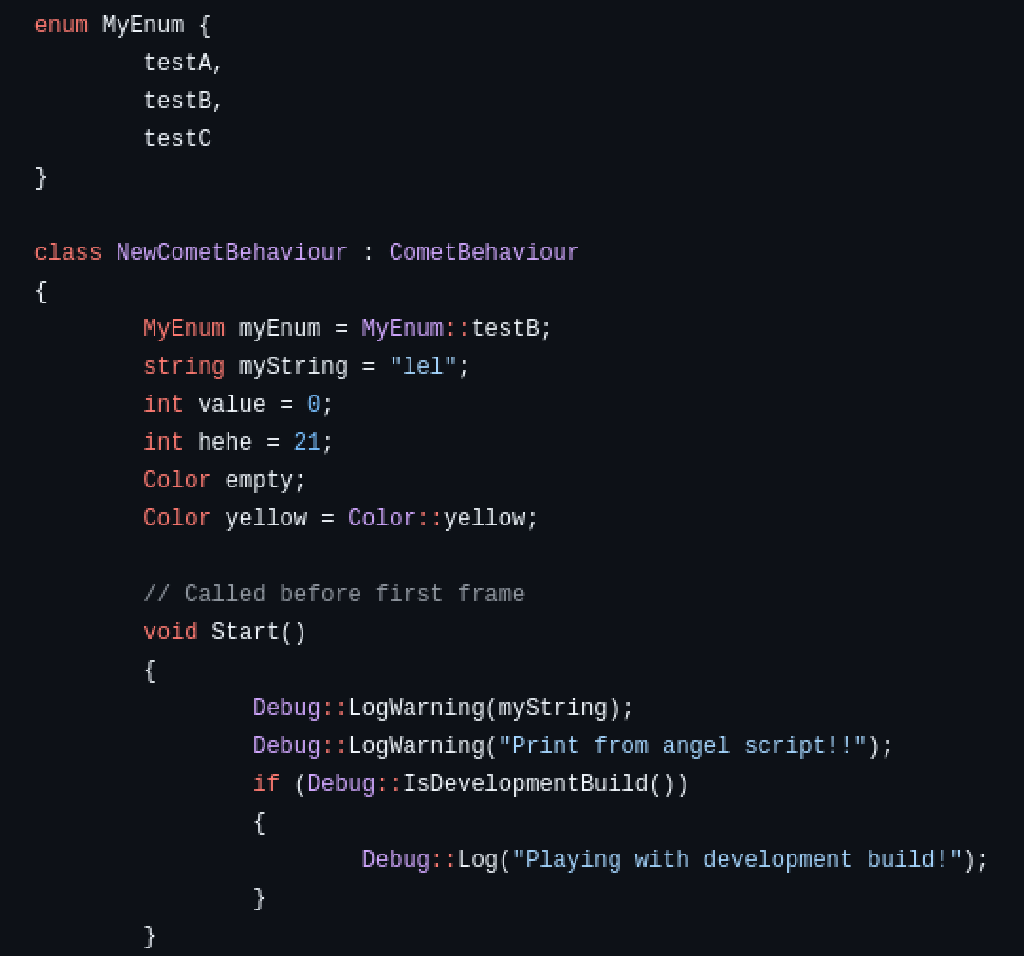 enum MyEnum {
        testA,
        testB,
        testC
}

class NewCometBehaviour : CometBehaviour
{
        MyEnum myEnum = MyEnum::testB;
        string myString = "lel";
        int value = 0;
        int hehe = 21;
        Color empty;
        Color yellow = Color::yellow;

        // Called before first frame
        void Start()
        {
                Debug::LogWarning(myString);
                Debug::LogWarning("Print from angel script!!");
                if (Debug::IsDevelopmentBuild())
                {
                        Debug::Log("Playing with development build!");
                }
        }